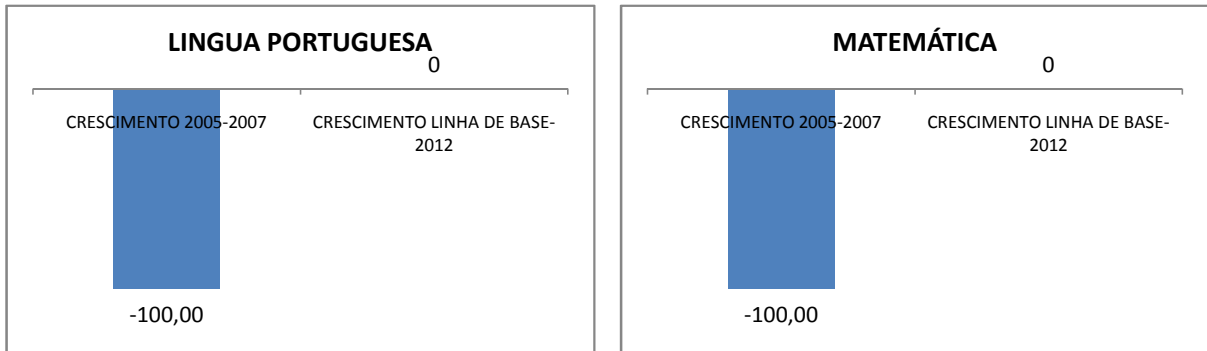 LINGUA PORTUGUESA
0
CRESCIMENTO 2005-2007
CRESCIMENTO LINHA DE BASE-
2012
-100,00
MATEMÁTICA
0
CRESCIMENTO 2005-2007
CRESCIMENTO LINHA DE BASE-
2012
-100,00